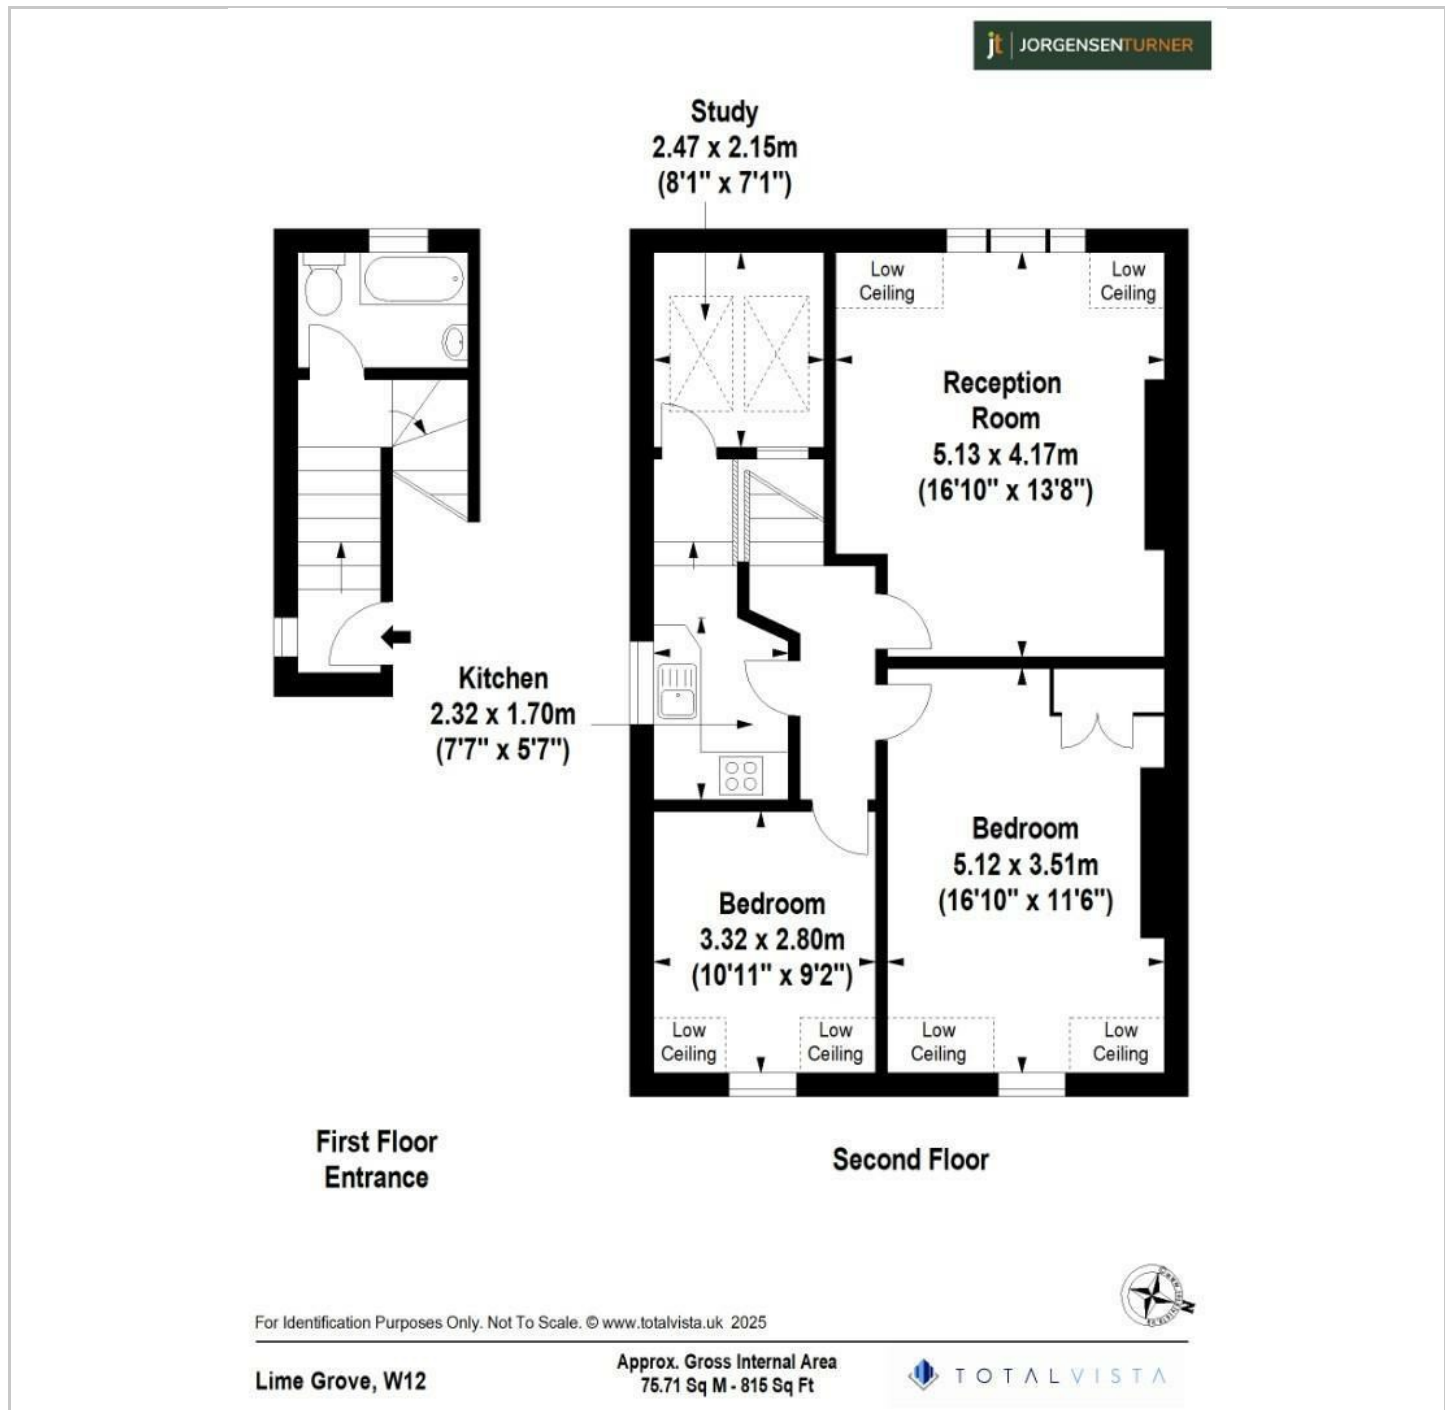 jt | JORGENSENTURNER
Study
2.47 x 2.15m
(8'1" x 7'1")
Low
Ceiling
Low
Ceiling
Reception
Room
5.13 x 4.17m
(16'10" x 13'8")
Kitchen
2.32 x 1.70m
(7'7" x 5'7")
Bedroom
5.12 x 3.51m
(16'10" x 11'6")
Bedroom
3.32 x 2.80m
(10'11" x 9'2")
Low
Ceiling
Low
Ceiling
Low
Ceiling
Low
Ceiling
First Floor
Entrance
Second Floor
N
For Identification Purposes Only. Not To Scale. © www.totalvista.uk 2025
Lime Grove, W12
Approx. Gross Internal Area
75.71 Sq M - 815 Sq Ft
TOTALVISTA